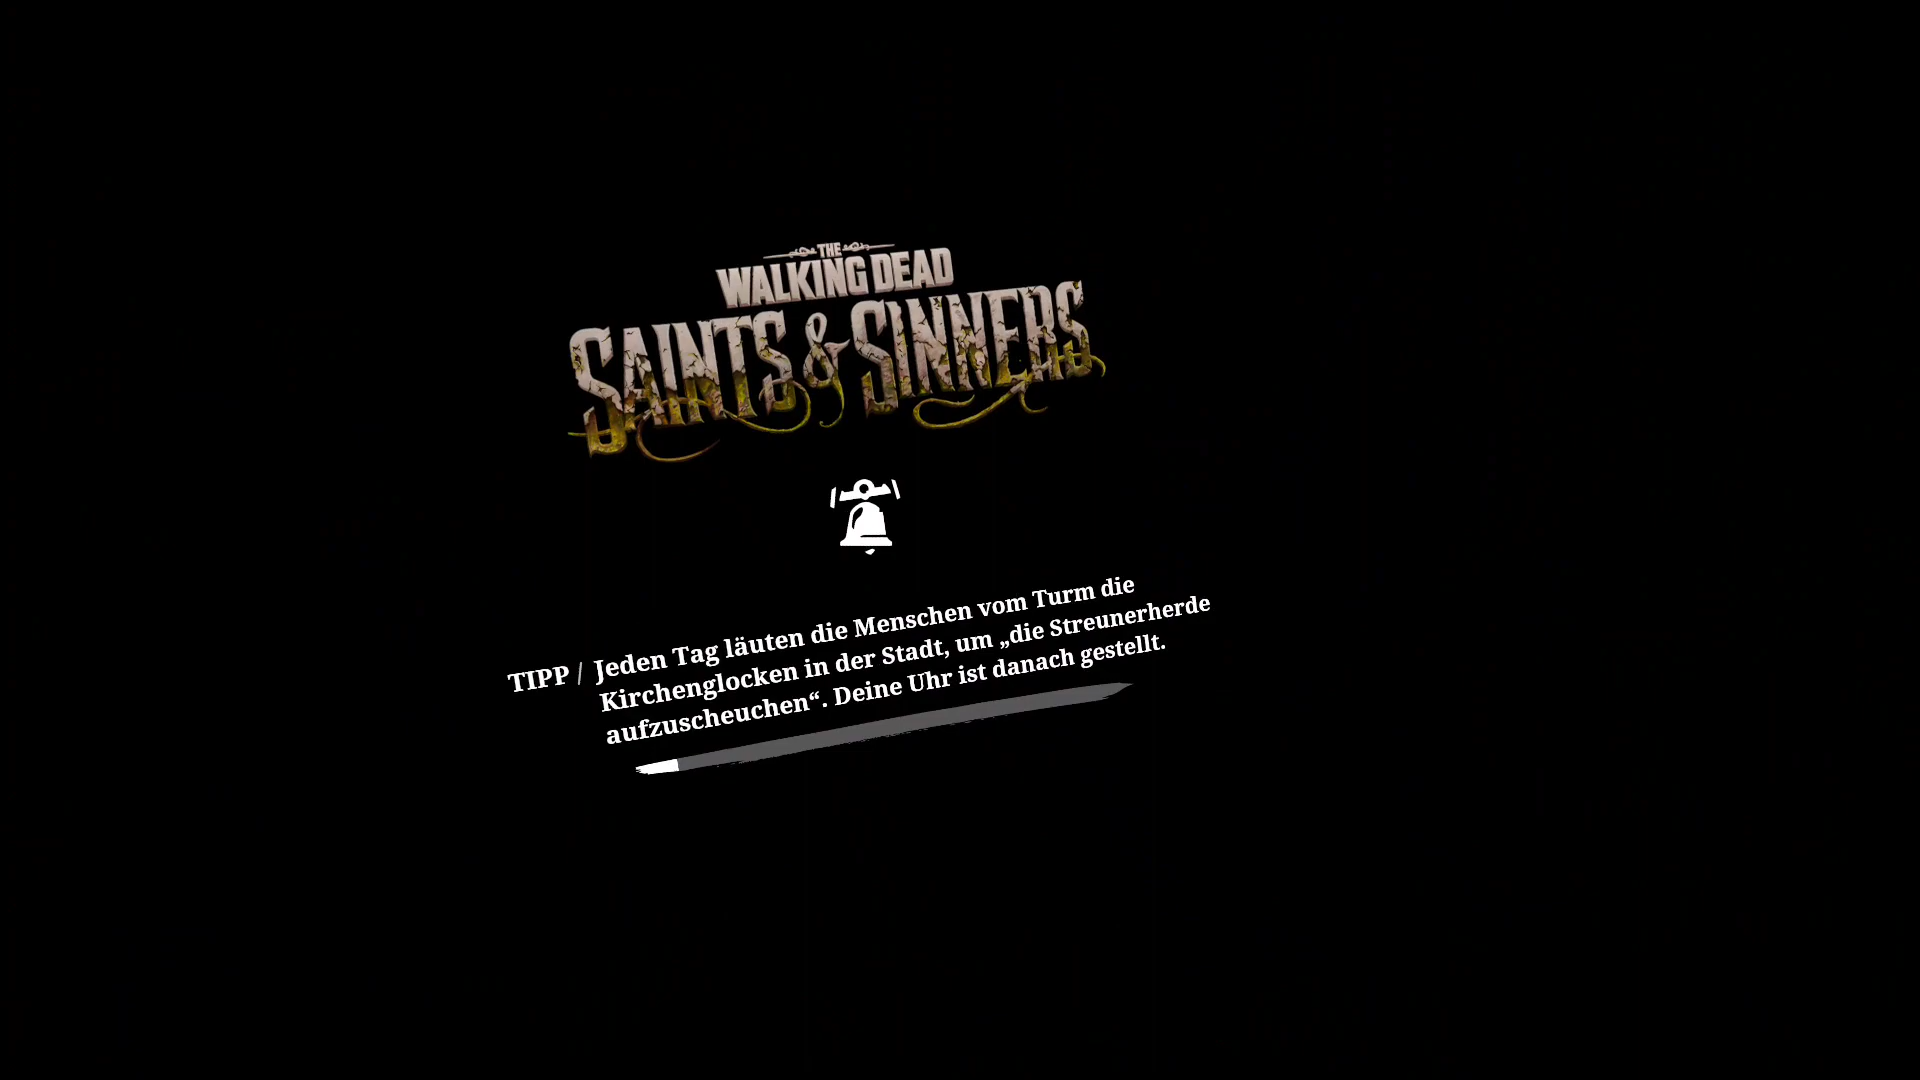 THE
WALKING DEAD
SAINTS & SINNERS
TIPP / Jeden Tag läuten die Menschen vom Turm die
Kirchenglocken in der Stadt, um „die Streunerherde
aufzuscheuchen“. Deine Uhr ist danach gestellt.